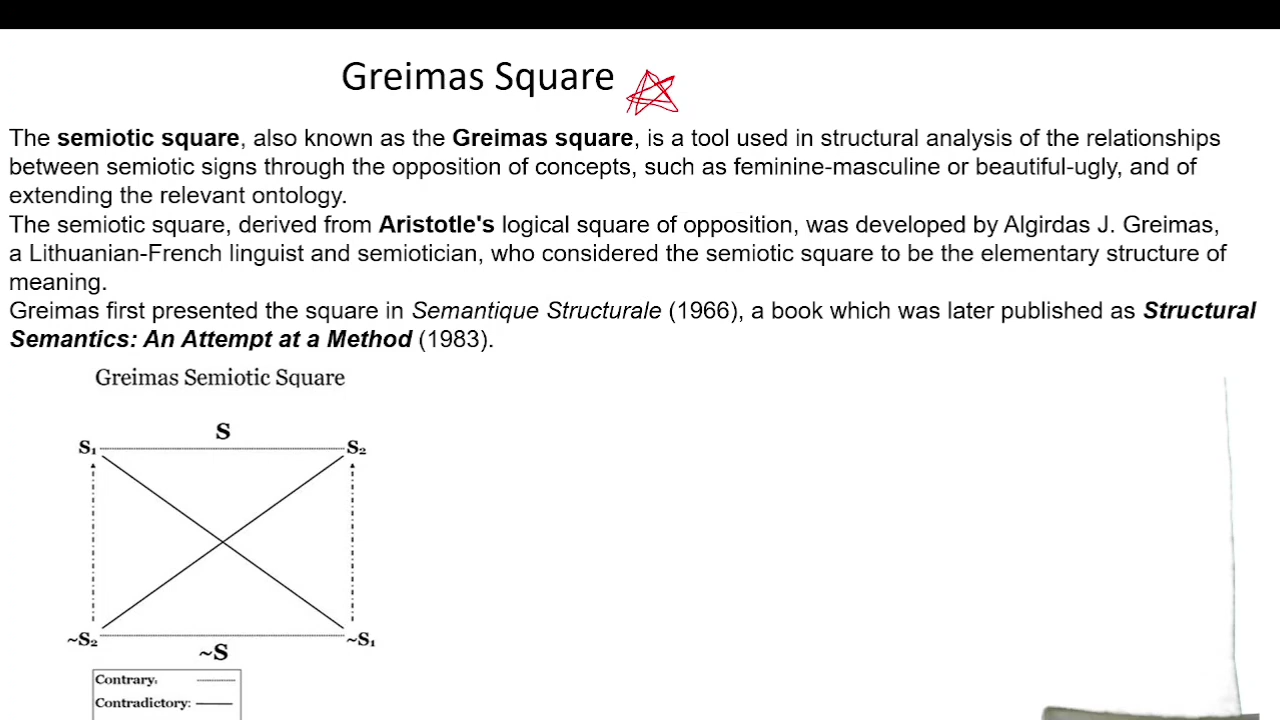 Greimas Square
The semiotic square, also known as the Greimas square, is a tool used in structural analysis of the relationships
between semiotic signs through the opposition of concepts, such as feminine-masculine or beautiful-ugly, and of
extending the relevant ontology.
The semiotic square, derived from Aristotle's logical square of opposition, was developed by Algirdas J. Greimas,
a Lithuanian-French linguist and semiotician, who considered the semiotic square to be the elementary structure of
meaning.
Greimas first presented the square in Semantique Structurale (1966), a book which was later published as Structural
Semantics: An Attempt at a Method (1983).
Greimas Semiotic Square
S
S₁ S₂
~S₂ ~S₁
~S
Contrary:
Contradictory: